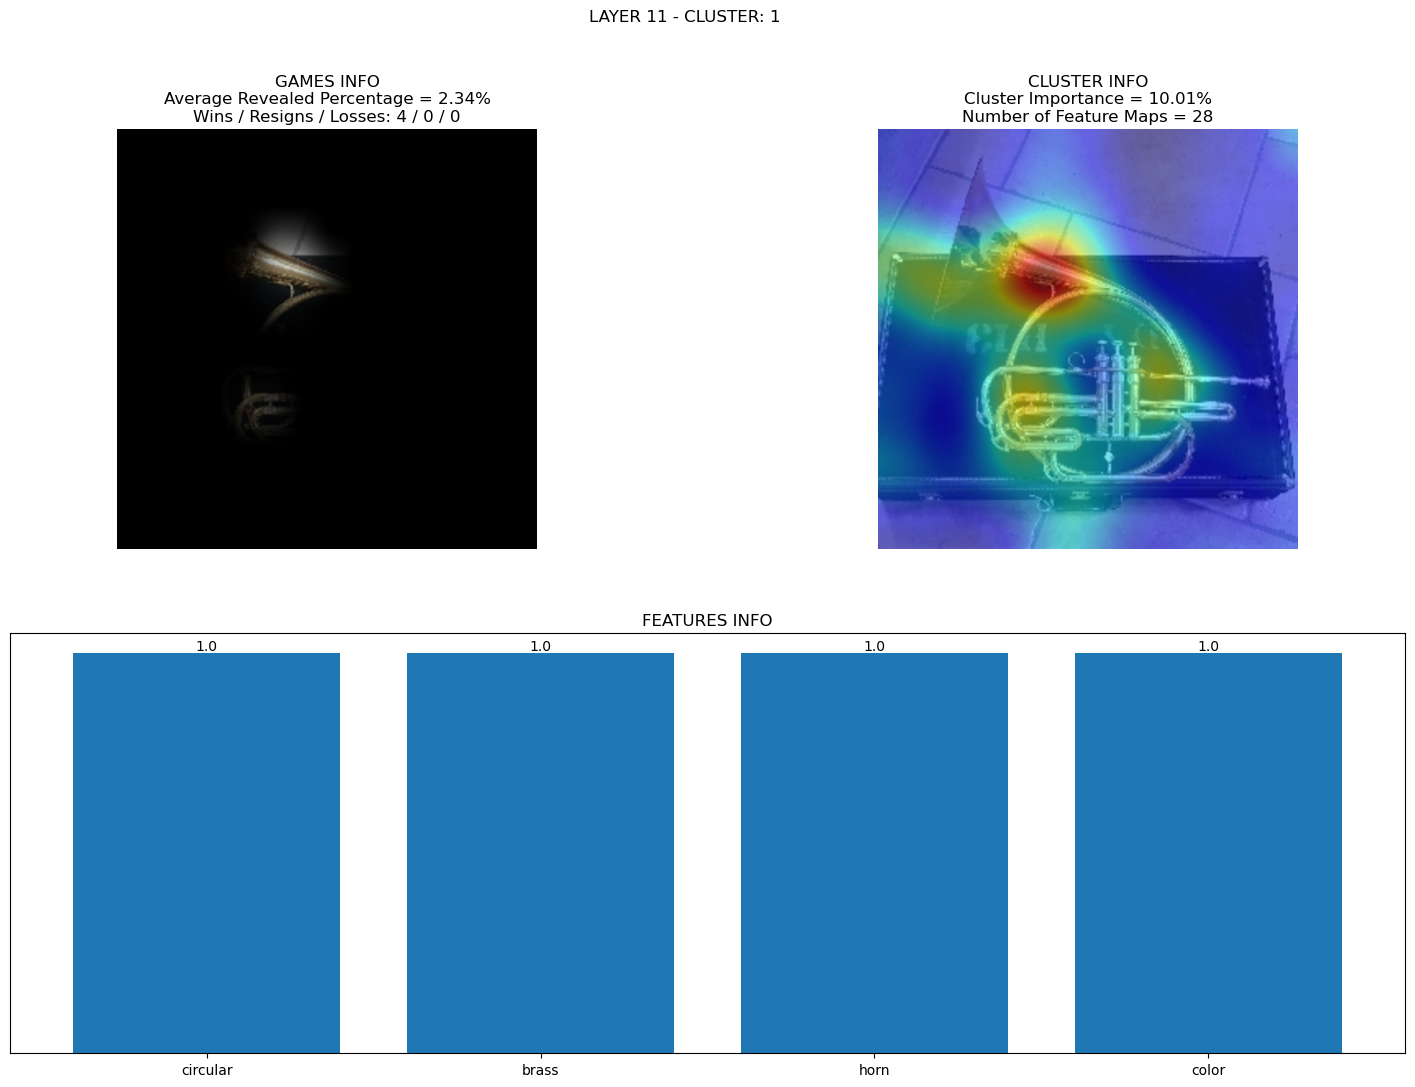 LAYER 11 - CLUSTER: 1
GAMES INFO
Average Revealed Percentage = 2.34%
Wins / Resigns / Losses: 4 / 0 / 0
CLUSTER INFO
Cluster Importance = 10.01%
Number of Feature Maps = 28
FEATURES INFO
1.0 1.0 1.0 1.0
circular brass horn color